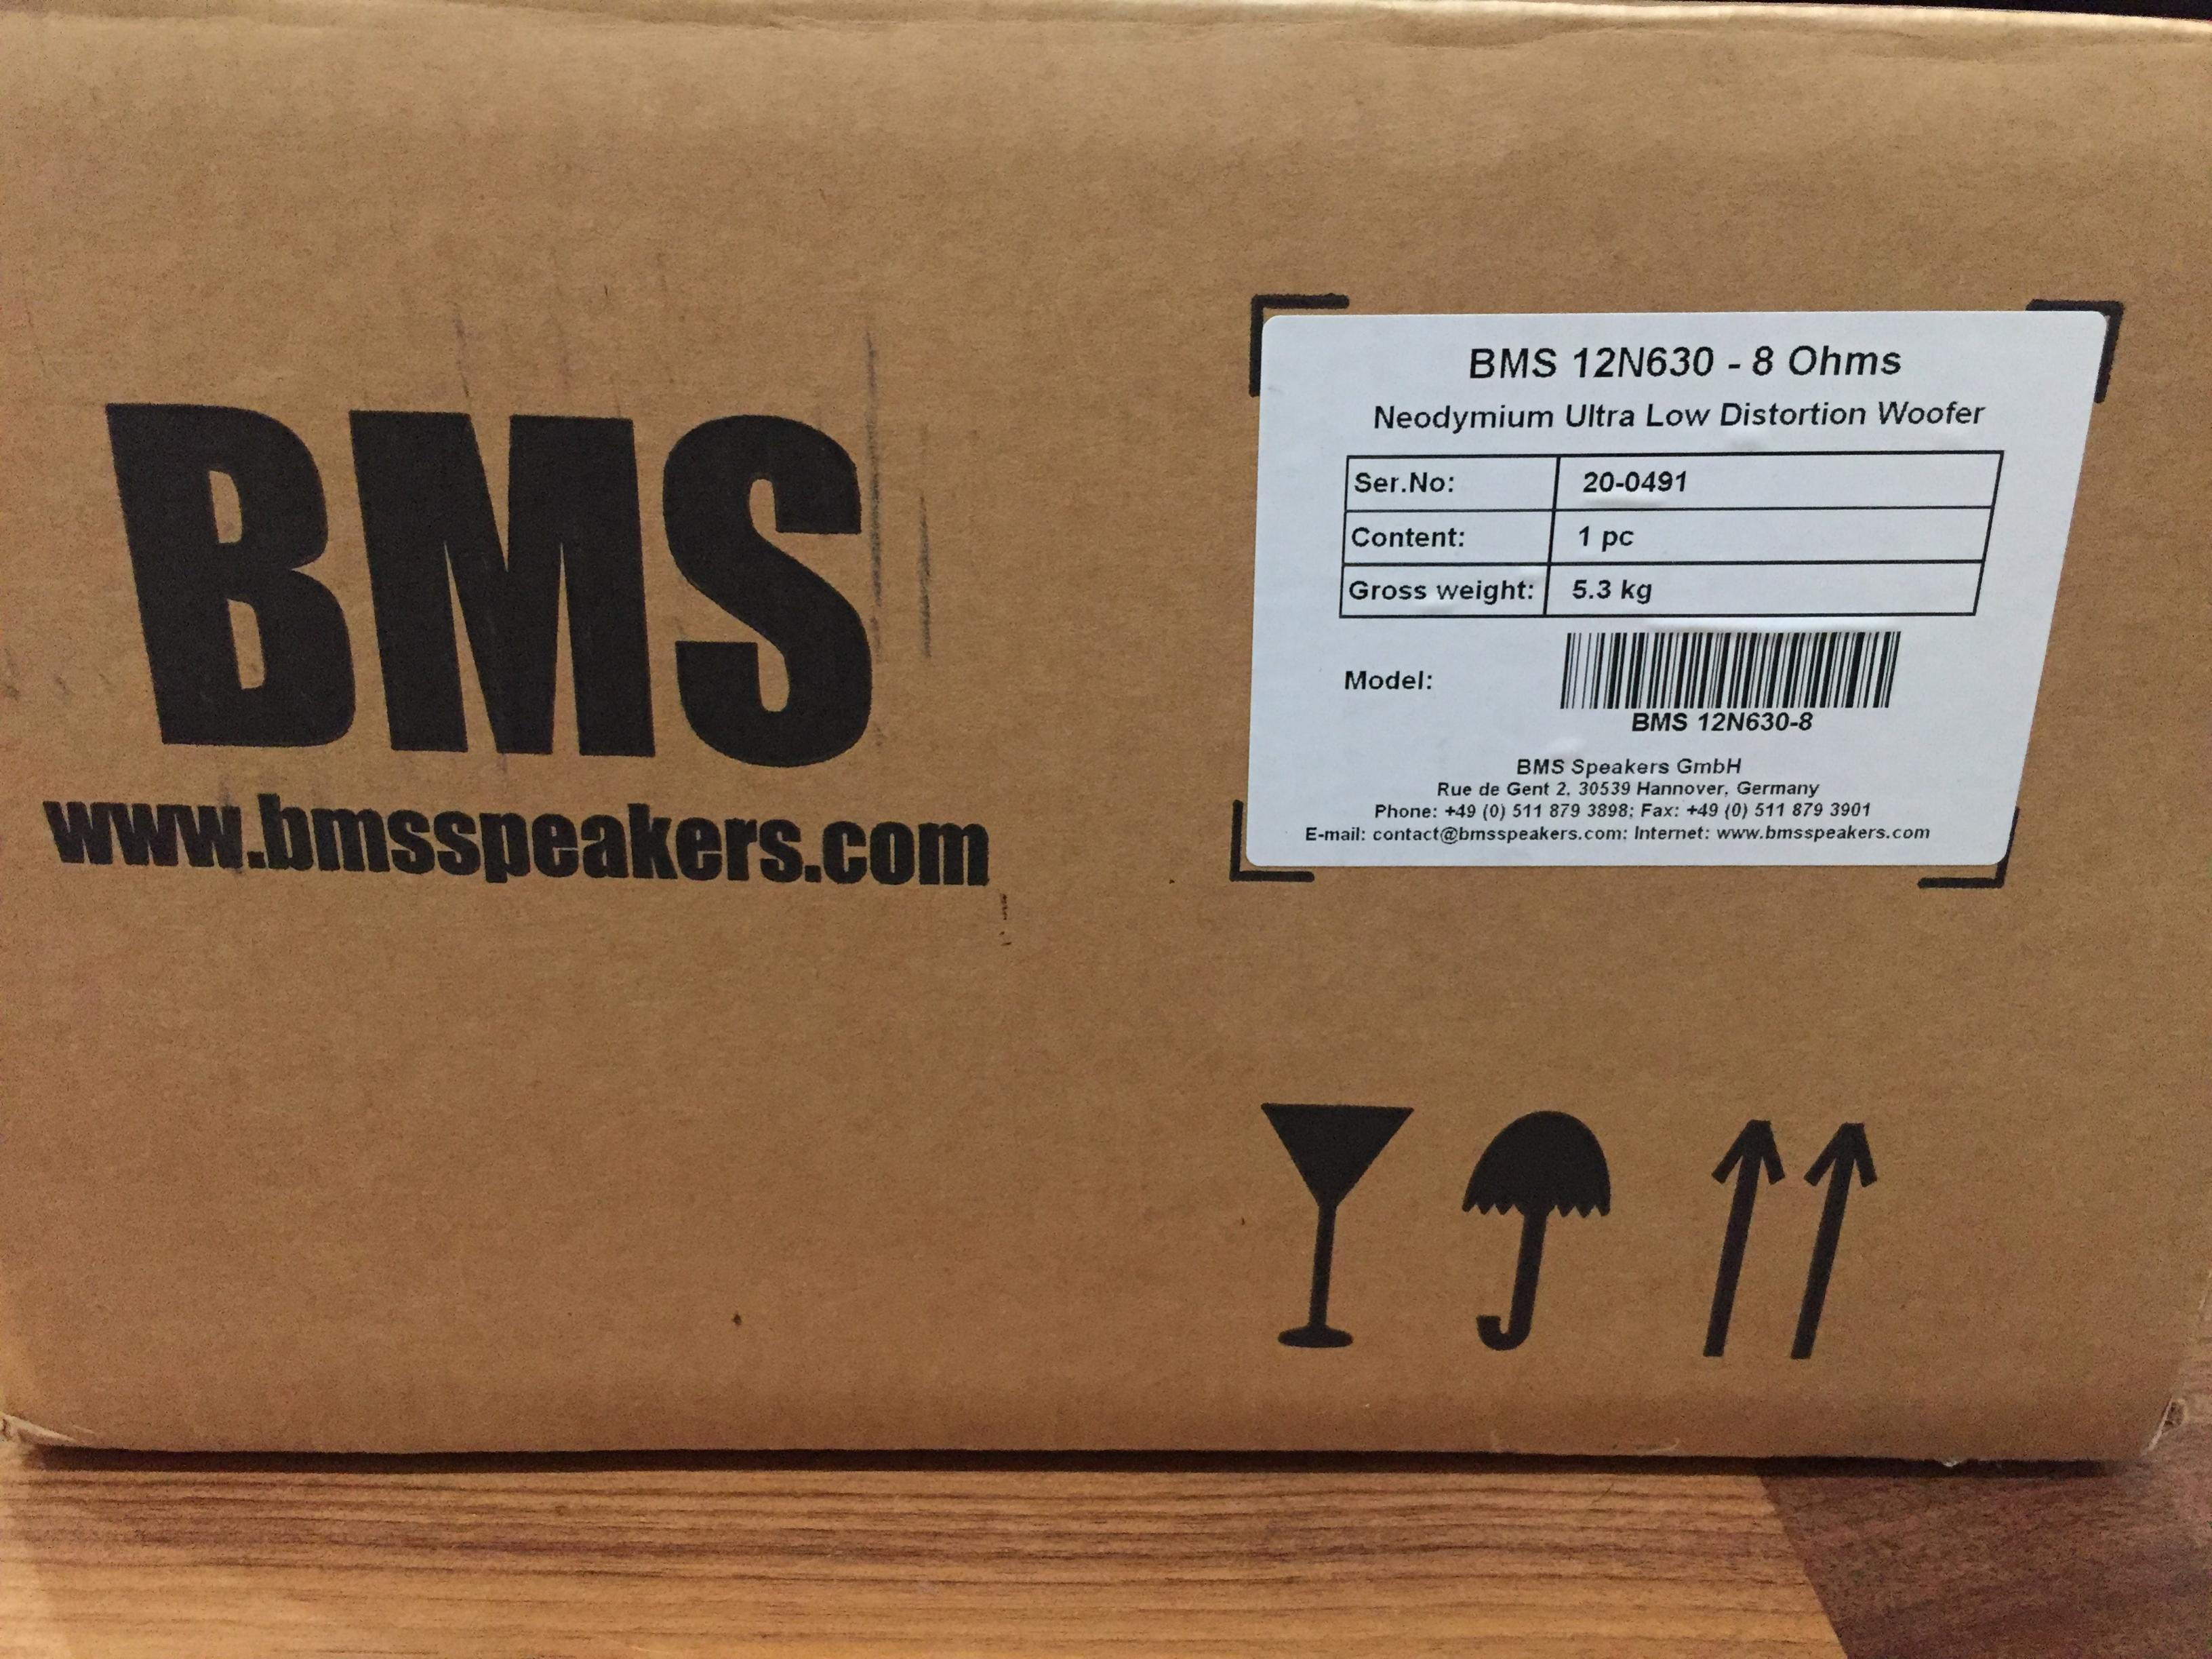 BMS
www.bmsspeakers.com
BMS 12N630 - 8 Ohms
Neodymium Ultra Low Distortion Woofer
Ser.No: 20-0491
Content: 1 pc
Gross weight: 5.3 kg
Model:
BMS 12N630-8
BMS Speakers GmbH
Rue de Gent 2, 30539 Hannover, Germany
Phone: +49 (0) 511 879 3898; Fax: +49 (0) 511 879 3901
E-mail: contact@bmsspeakers.com; Internet: www.bmsspeakers.com